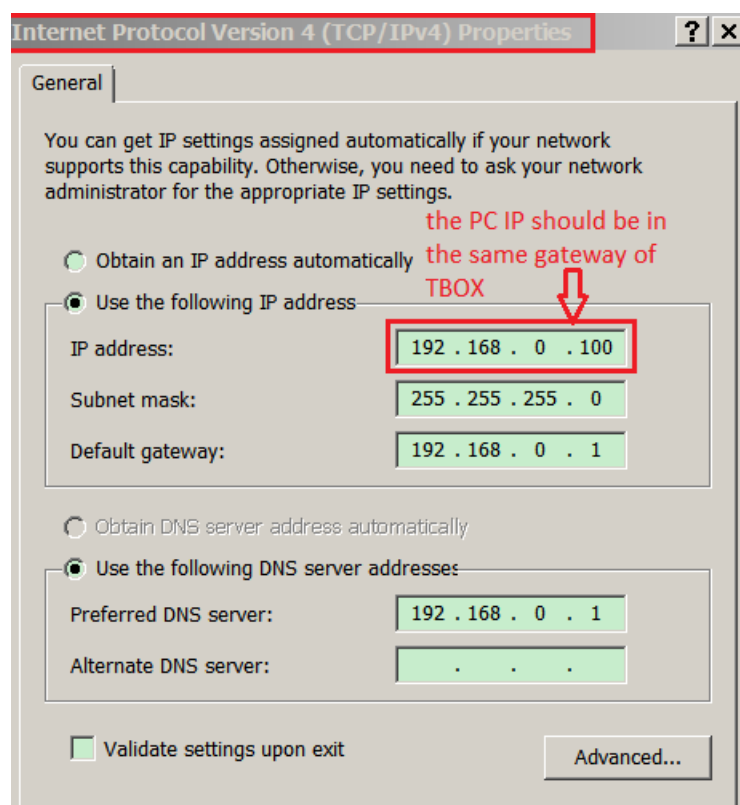 Internet Protocol Version 4 (TCP/IPv4) Properties
? ×
General
You can get IP settings assigned automatically if your network
supports this capability. Otherwise, you need to ask your network
administrator for the appropriate IP settings.
the PC IP should be in
the same gateway of
TBOX
Obtain an IP address automatically
Use the following IP address
IP address: 192 . 168 . 0 . 100
Subnet mask: 255 . 255 . 255 . 0
Default gateway: 192 . 168 . 0 . 1
Obtain DNS server address automatically
Use the following DNS server addresses
Preferred DNS server: 192 . 168 . 0 . 1
Alternate DNS server: . . .
Validate settings upon exit
Advanced...